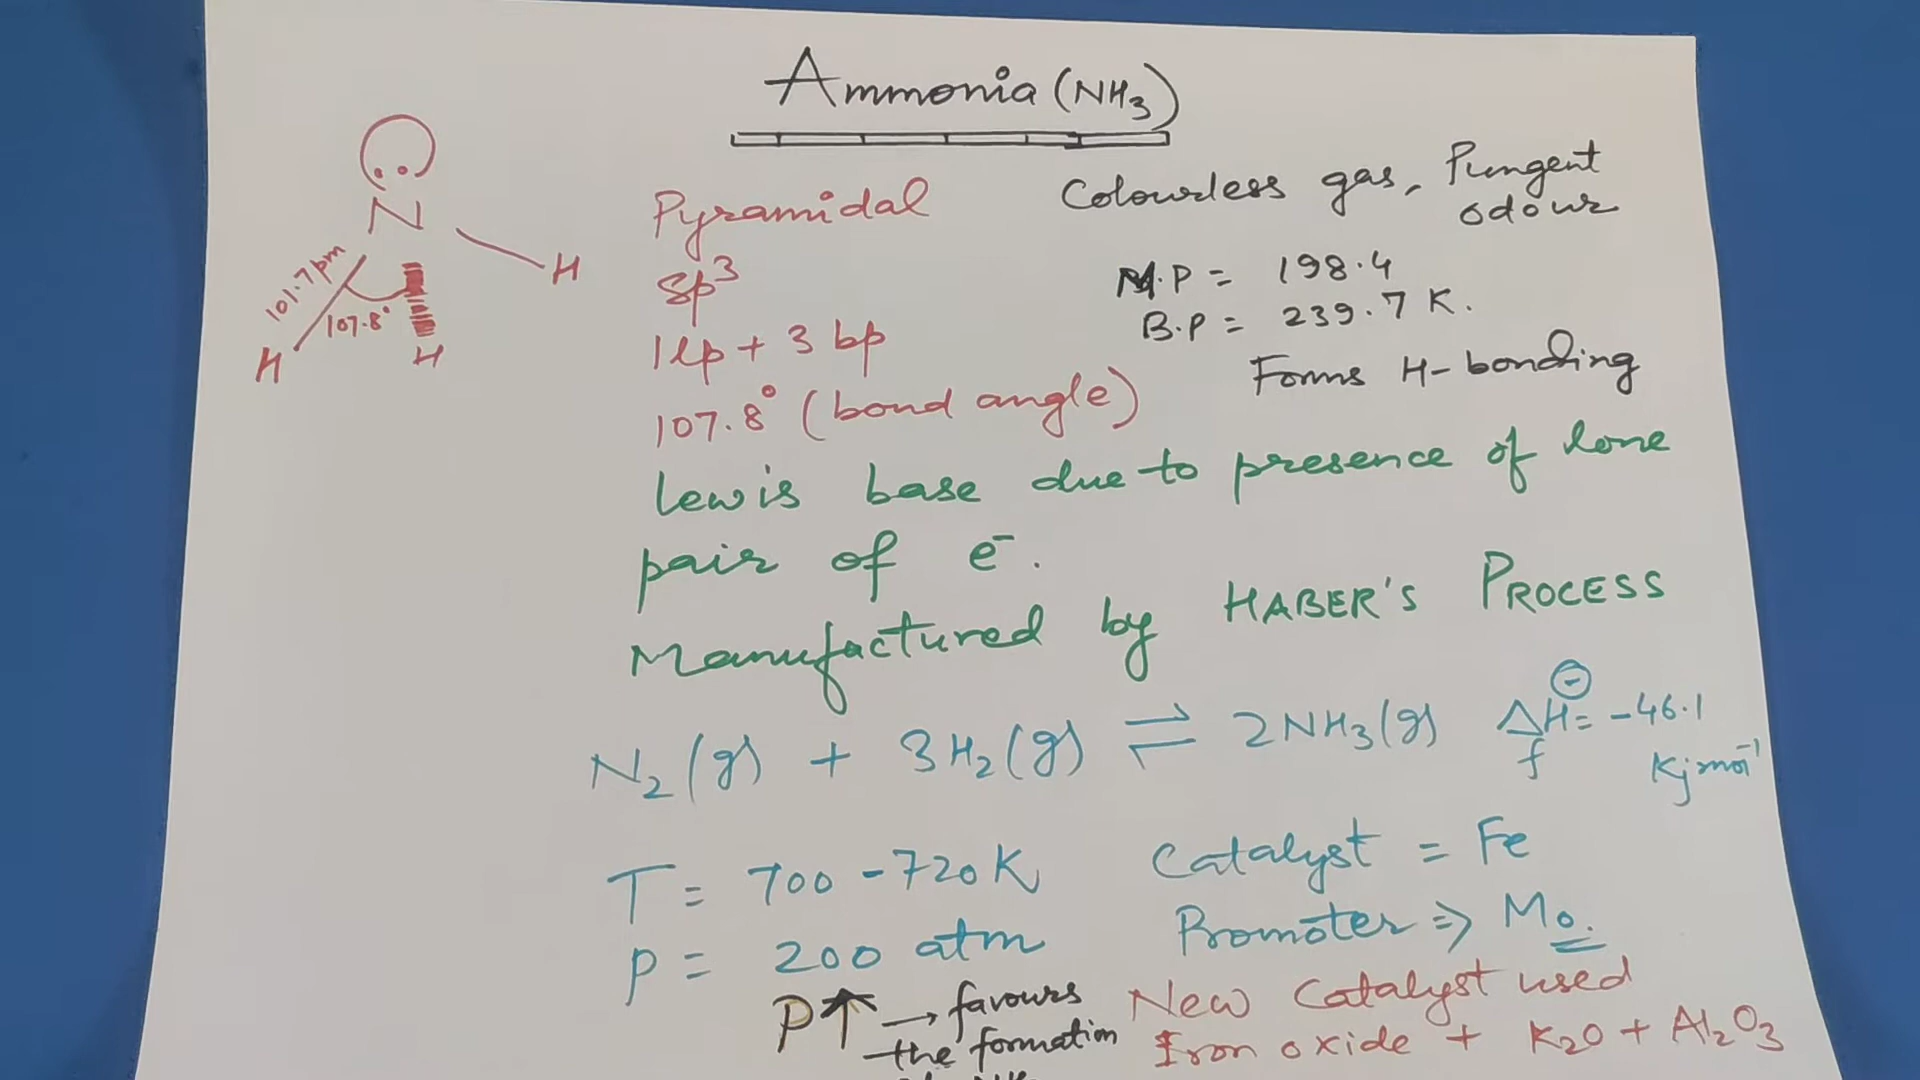 Ammonia (NH3)
N
H
H
H
101.7pm
107.8°
Pyramidal
sp³
1lp + 3 bp
107.8° (bond angle)
Colourless gas, Pungent
odour
M.P = 198.4
B.P = 239.7 K.
Forms H-bonding
Lewis base due to presence of lone
pair of e⁻.
Manufactured by HABER'S PROCESS
N₂(g) + 3H₂(g) ⇌ 2NH₃(g) ΔfH⊖ = -46.1
Kjmol⁻¹
T = 700 - 720K
P = 200 atm
Catalyst = Fe
Promoter ⇒ Mo.
P↑ → favours
the formation
New Catalyst used
Iron oxide + K2O + Al2O3